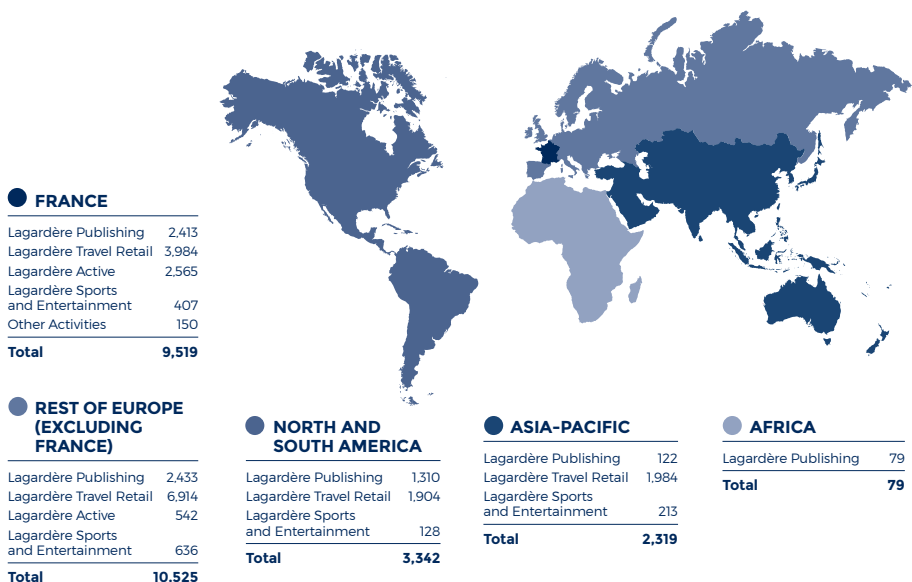 FRANCE
Lagardère Publishing 2,413
Lagardère Travel Retail 3,984
Lagardère Active 2,565
Lagardère Sports
and Entertainment 407
Other Activities 150
Total 9,519
REST OF EUROPE
(EXCLUDING
FRANCE)
Lagardère Publishing 2,433
Lagardère Travel Retail 6,914
Lagardère Active 542
Lagardère Sports
and Entertainment 636
Total 10,525
NORTH AND
SOUTH AMERICA
Lagardère Publishing 1,310
Lagardère Travel Retail 1,904
Lagardère Sports
and Entertainment 128
Total 3,342
ASIA-PACIFIC
Lagardère Publishing 122
Lagardère Travel Retail 1,984
Lagardère Sports
and Entertainment 213
Total 2,319
AFRICA
Lagardère Publishing 79
Total 79